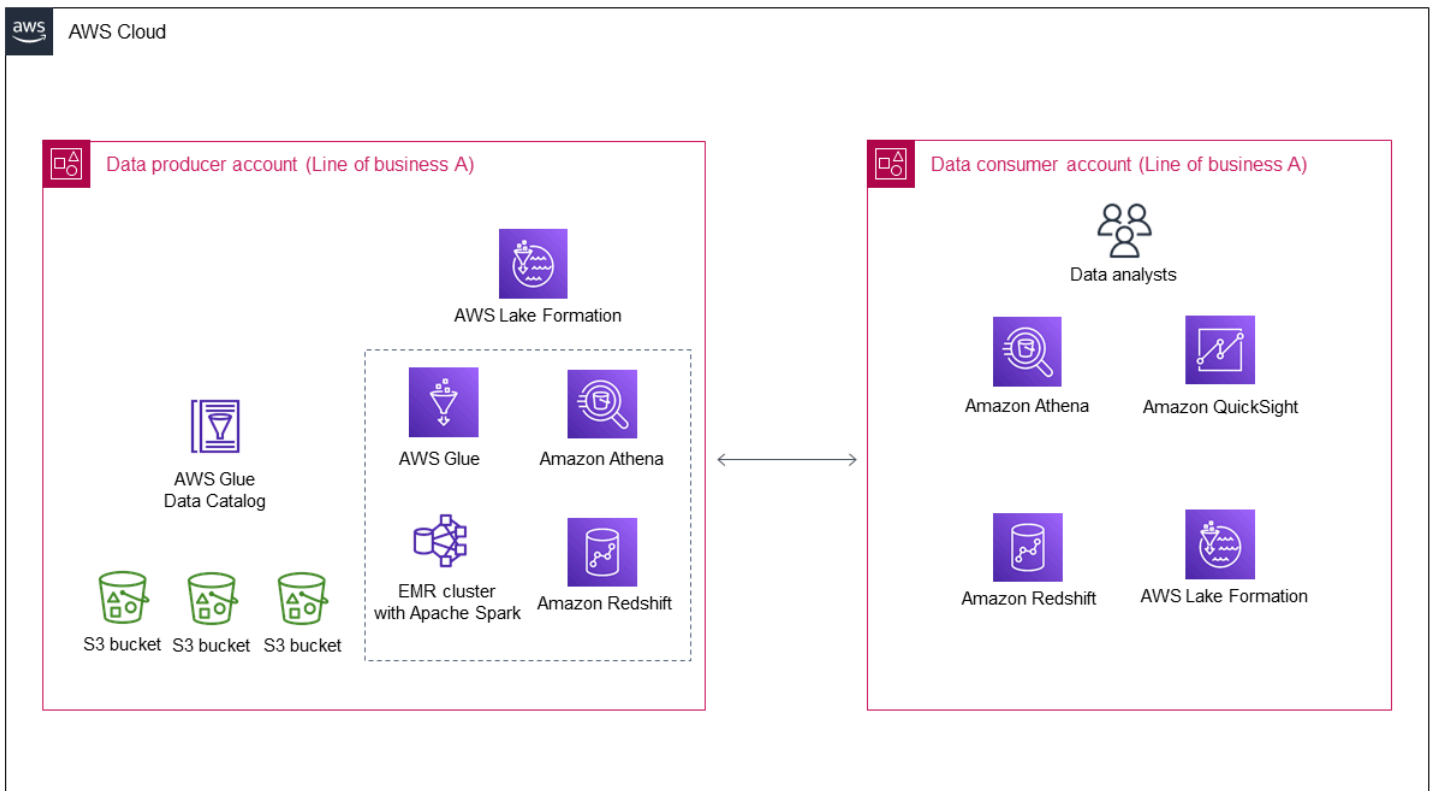 aws
AWS Cloud
Data producer account (Line of business A)
AWS Lake Formation
AWS Glue
Amazon Athena
AWS Glue
Data Catalog
EMR cluster
with Apache Spark
Amazon Redshift
S3 bucket
S3 bucket
S3 bucket
Data consumer account (Line of business A)
Data analysts
Amazon Athena
Amazon QuickSight
Amazon Redshift
AWS Lake Formation